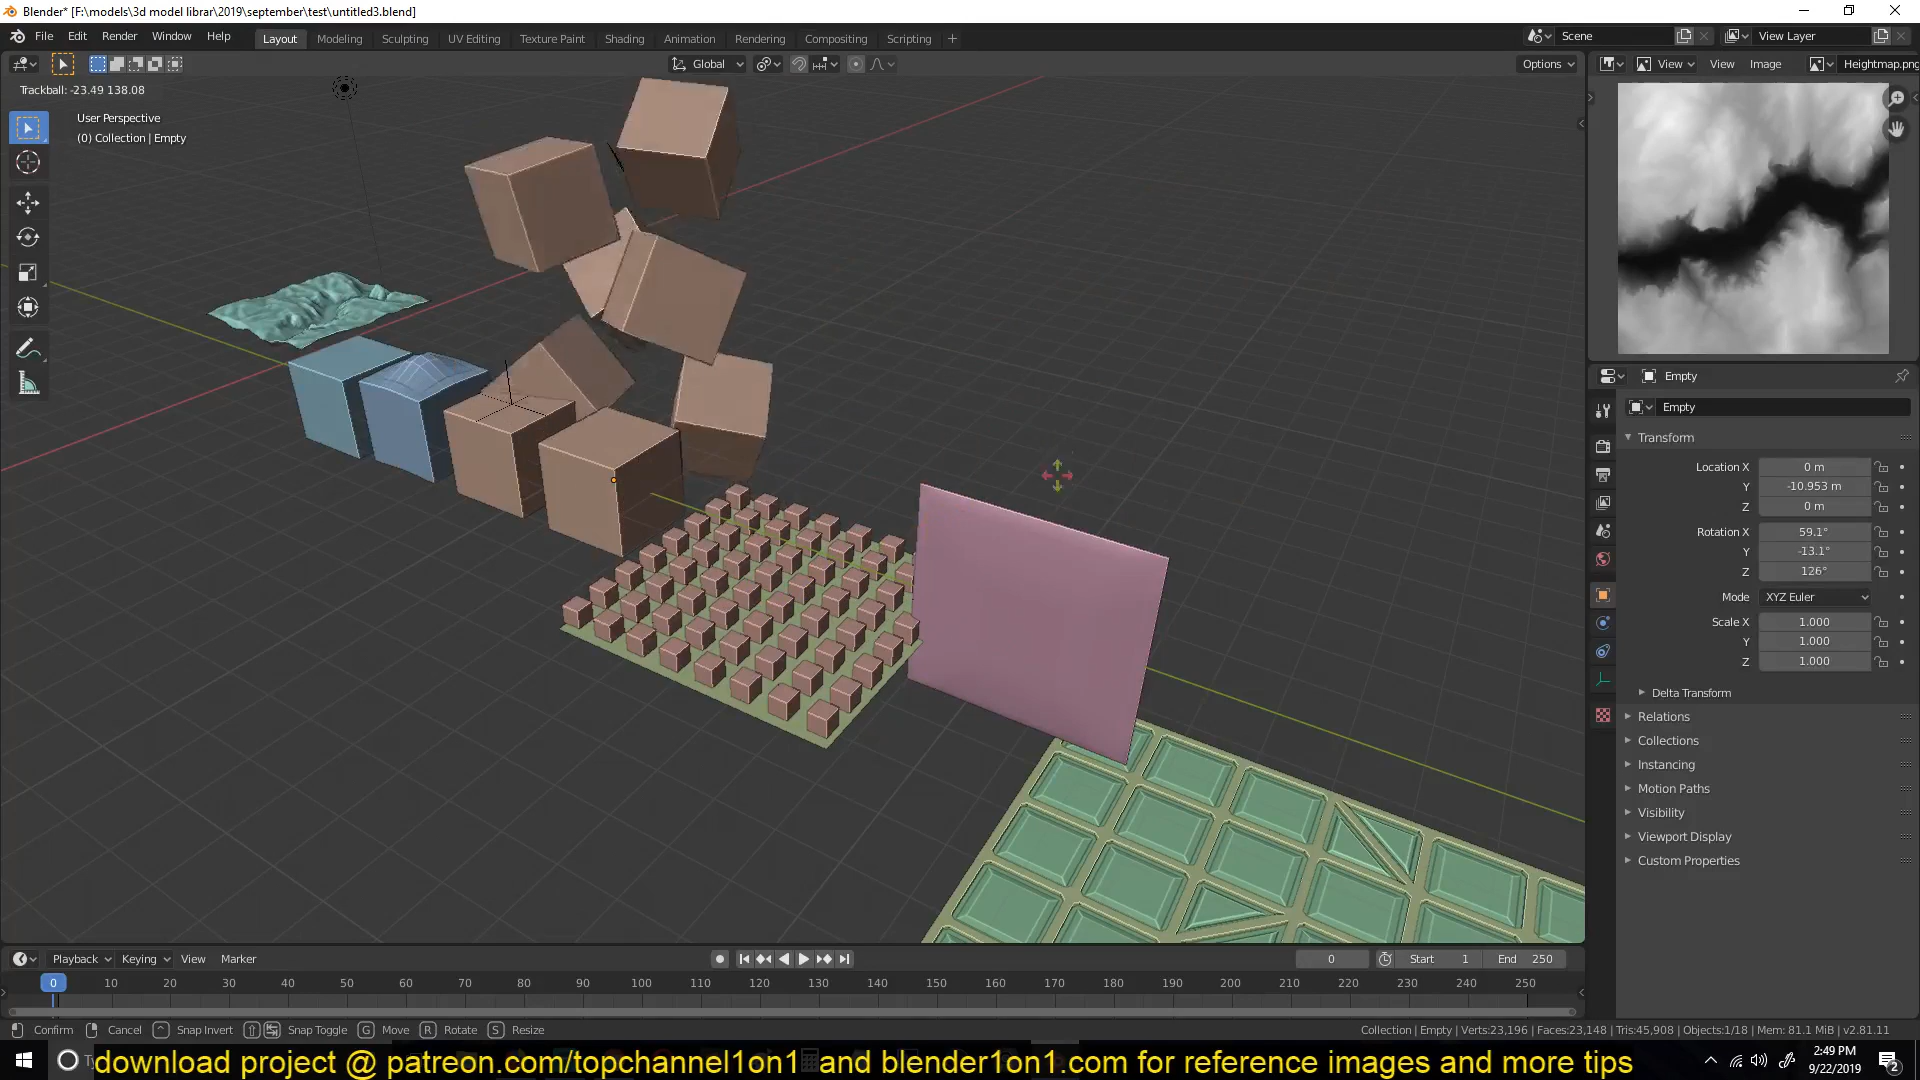 Blender* [F:\models\3d model librar\2019\september\test\untitled3.blend]
File Edit Render Window Help Layout Modeling Sculpting UV Editing Texture Paint Shading Animation Rendering Compositing Scripting + Scene View Layer
Global Options View View Image Heightmap.png
Trackball: -23.49 138.08
User Perspective
(0) Collection | Empty
Empty
Empty
Transform
Location X 0 m
Y -10.953 m
Z 0 m
Rotation X 59.1°
Y -13.1°
Z 126°
Mode XYZ Euler
Scale X 1.000
Y 1.000
Z 1.000
Delta Transform
Relations
Collections
Instancing
Motion Paths
Visibility
Viewport Display
Custom Properties
Playback Keying View Marker 0 Start 1 End 250
0 10 20 30 40 50 60 70 80 90 100 110 120 130 140 150 160 170 180 190 200 210 220 230 240 250
Confirm Cancel ^ Snap Invert Snap Toggle G Move R Rotate S Resize Collection | Empty | Verts:23,196 | Faces:23,148 | Tris:45,908 | Objects:1/18 | Mem: 81.1 MiB | v2.81.11
download project @ patreon.com/topchannel1on1 and blender1on1.com for reference images and more tips
2:49 PM
9/22/2019
2